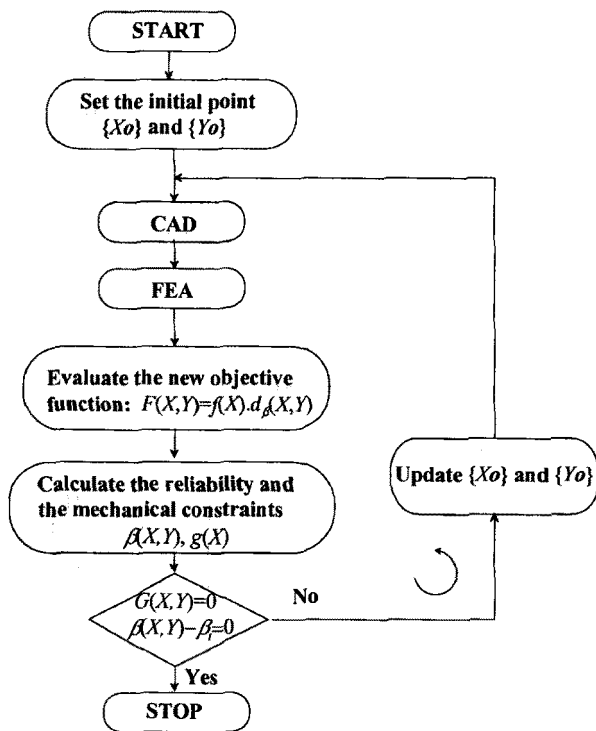 START
Set the initial point
{Xo} and {Yo}
CAD
FEA
Evaluate the new objective
function: F(X,Y)=f(X).dβ(X,Y)
Calculate the reliability and
the mechanical constraints
β(X,Y), g(X)
Update {Xo} and {Yo}
G(X,Y)=0
β(X,Y)−βt=0
No
Yes
STOP